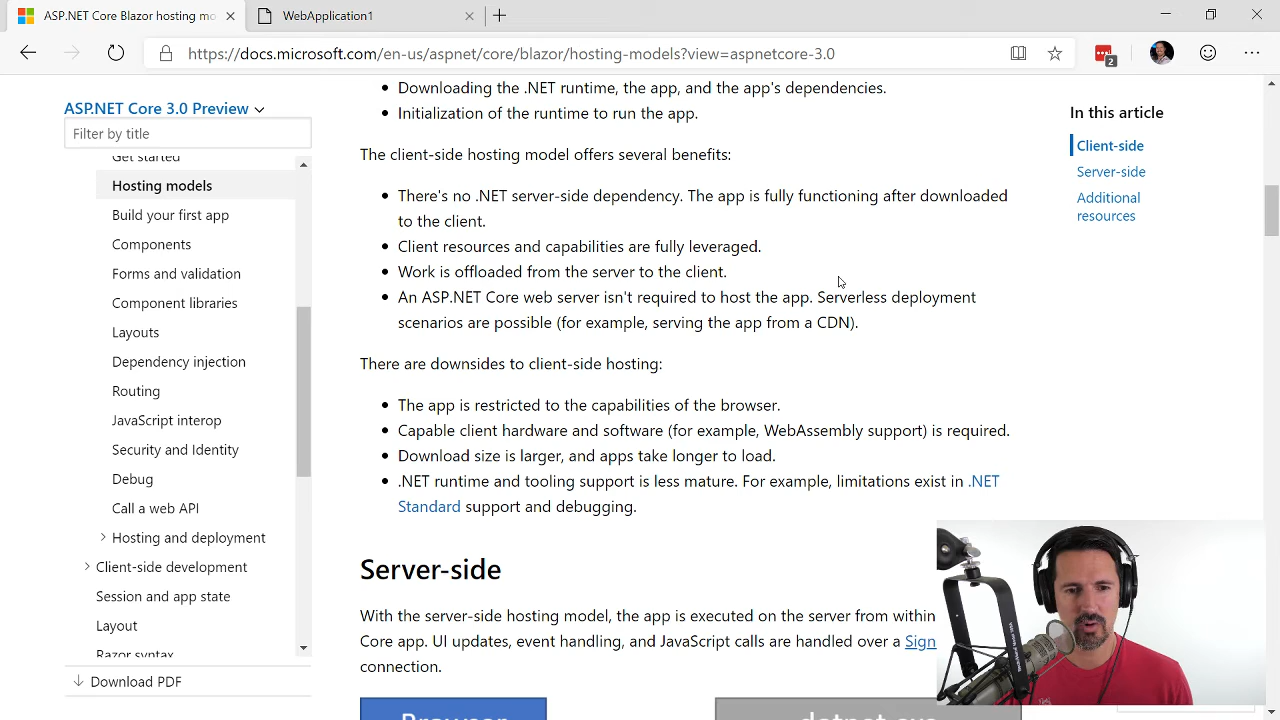 ASP.NET Core Blazor hosting mo
WebApplication1
https://docs.microsoft.com/en-us/aspnet/core/blazor/hosting-models?view=aspnetcore-3.0
2
ASP.NET Core 3.0 Preview
Filter by title
Get started
Hosting models
Build your first app
Components
Forms and validation
Component libraries
Layouts
Dependency injection
Routing
JavaScript interop
Security and Identity
Debug
Call a web API
Hosting and deployment
Client-side development
Session and app state
Layout
Razor syntax
Download PDF
Downloading the .NET runtime, the app, and the app's dependencies.
Initialization of the runtime to run the app.
The client-side hosting model offers several benefits:
There's no .NET server-side dependency. The app is fully functioning after downloaded
to the client.
Client resources and capabilities are fully leveraged.
Work is offloaded from the server to the client.
An ASP.NET Core web server isn't required to host the app. Serverless deployment
scenarios are possible (for example, serving the app from a CDN).
There are downsides to client-side hosting:
The app is restricted to the capabilities of the browser.
Capable client hardware and software (for example, WebAssembly support) is required.
Download size is larger, and apps take longer to load.
.NET runtime and tooling support is less mature. For example, limitations exist in .NET
Standard support and debugging.
Server-side
With the server-side hosting model, the app is executed on the server from within
Core app. UI updates, event handling, and JavaScript calls are handled over a Sign
connection.
Browser
dotnet.exe
In this article
Client-side
Server-side
Additional
resources